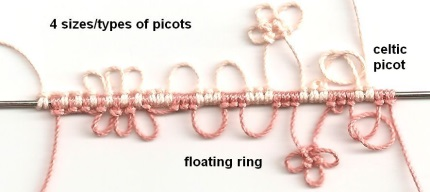 4 sizes/types of picots
celtic
picot
floating ring